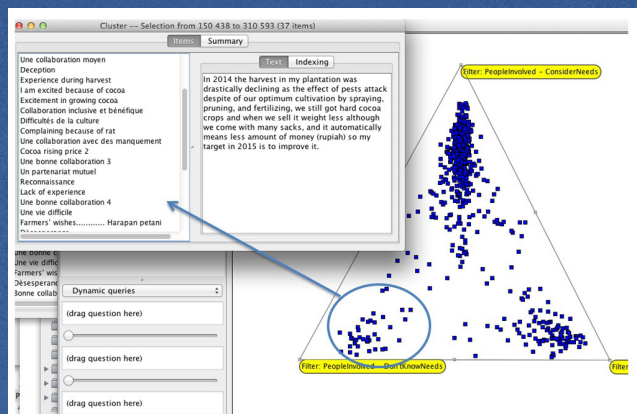 Cluster -- Selection from 150 438 to 310 593 (37 items)
Items Summary
Une collaboration moyen
Deception
Experience during harvest
I am excited because of cocoa
Excitement in growing cocoa
Collaboration inclusive et bénéfique
Difficultés de la culture
Complaining because of rat
Une collaboration avec des manquement
Cocoa rising price 2
Une bonne collaboration 3
Un partenariat mutuel
Reconnaissance
Lack of experience
Une bonne collaboration 4
Une vie difficile
Farmers' wishes............ Harapan petani
Text Indexing
In 2014 the harvest in my plantation was
drastically declining as the effect of pests attack
despite of our optimum cultivation by spraying,
pruning, and fertilizing, we still got hard cocoa
crops and when we sell it weight less although
we come with many sacks, and it automatically
means less amount of money (rupiah) so my
target in 2015 is to improve it.
Filter: PeopleInvolved - ConsiderNeeds
Une bonne c
Une vie diffic
Farmers' wis
Désesperanc
Bonne collab
Dynamic queries
(drag question here)
(drag question here)
(drag question here)
Filter: PeopleInvolved - DontKnowNeeds
Filter